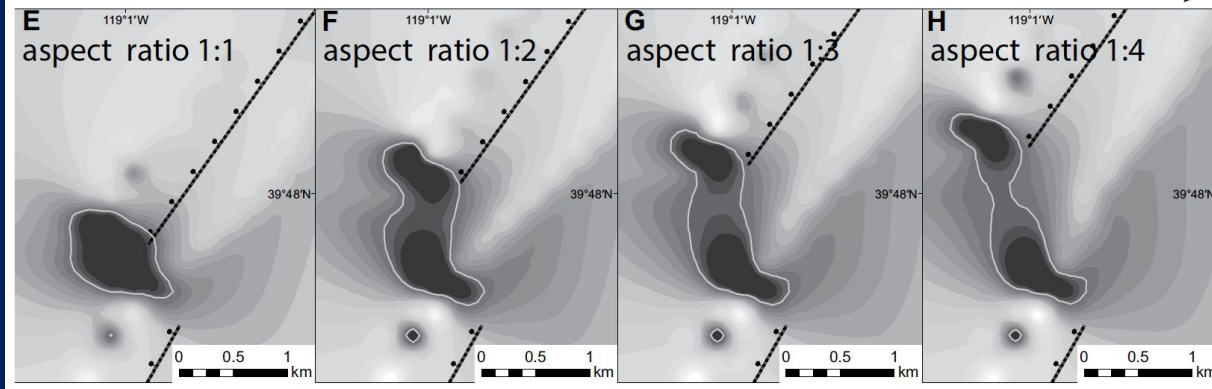 E
119°1'W
aspect ratio 1:1
39°48'N
0 0.5 1
km
F
119°1'W
aspect ratio 1:2
39°48'N
0 0.5 1
km
G
119°1'W
aspect ratio 1:3
39°48'N
0 0.5 1
km
H
119°1'W
aspect ratio 1:4
39°48'N
0 0.5 1
km